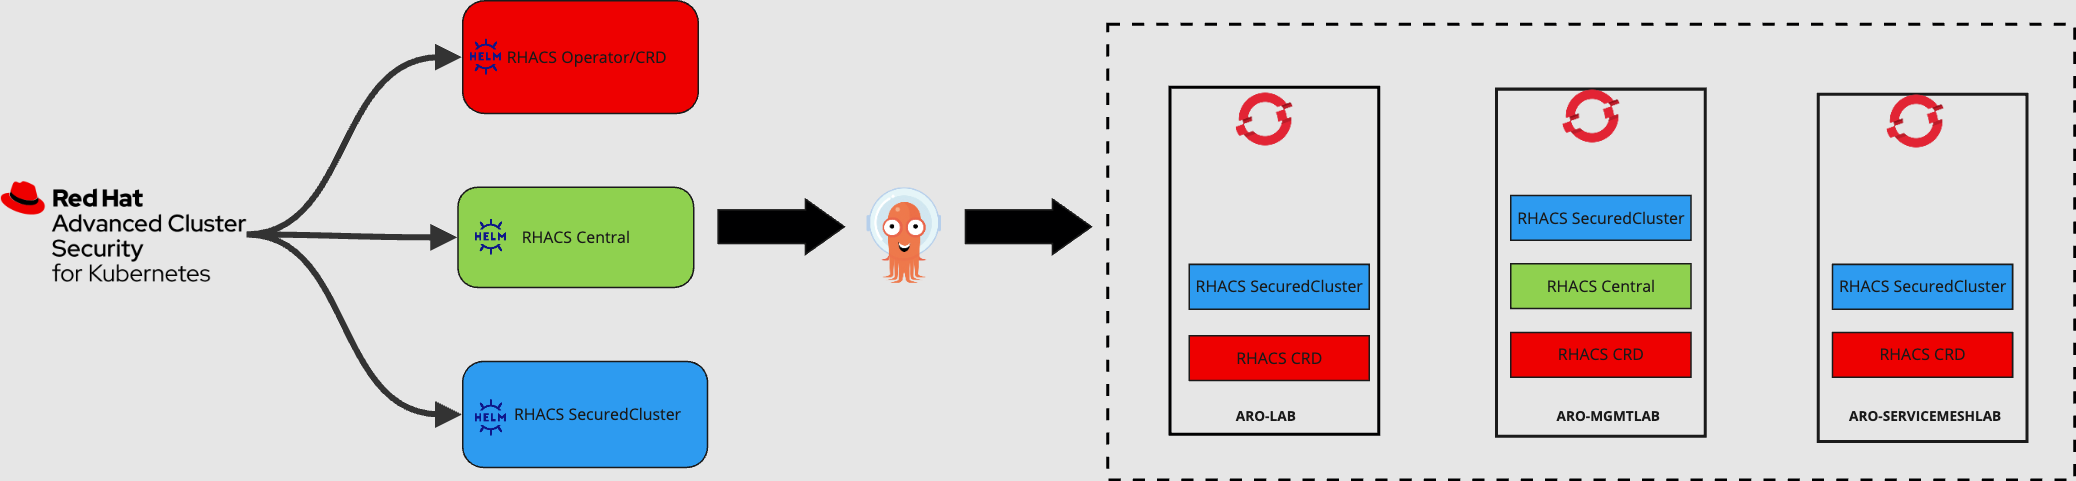 Red Hat
Advanced Cluster
Security
for Kubernetes
HELM RHACS Operator/CRD
HELM RHACS Central
HELM RHACS SecuredCluster
RHACS SecuredCluster
RHACS CRD
ARO-LAB
RHACS SecuredCluster
RHACS Central
RHACS CRD
ARO-MGMTLAB
RHACS SecuredCluster
RHACS CRD
ARO-SERVICEMESHLAB